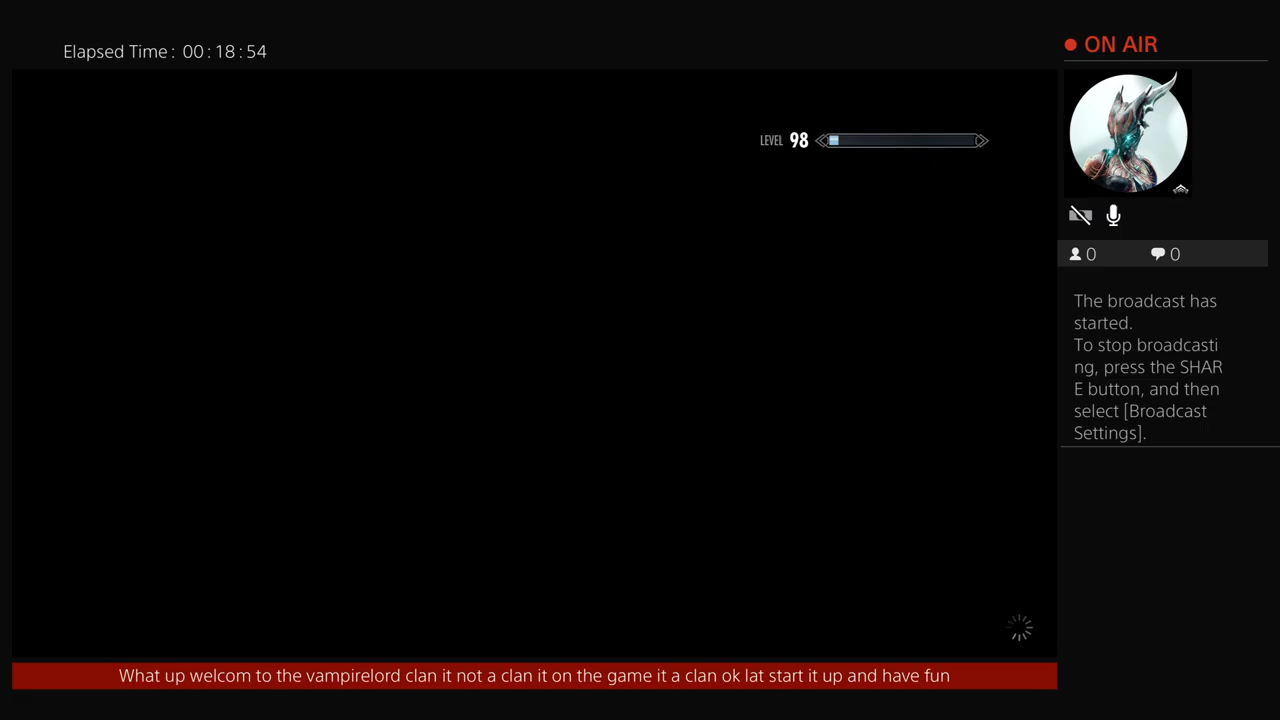 Elapsed Time : 00 : 18 : 54
ON AIR
LEVEL 98
0 0
The broadcast has
started.
To stop broadcasti
ng, press the SHAR
E button, and then
select [Broadcast
Settings].
What up welcom to the vampirelord clan it not a clan it on the game it a clan ok lat start it up and have fun